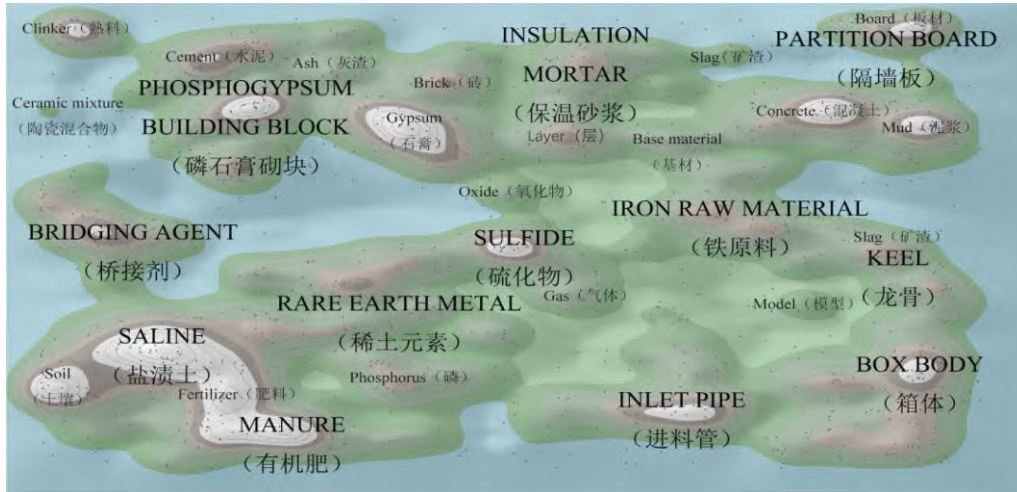 Clinker（熟料）
Board（板材）
INSULATION
PARTITION BOARD
Cement（水泥）
Ash（灰渣）
Slag（矿渣）
MORTAR
（隔墙板）
PHOSPHOGYPSUM
Brick（砖）
Ceramic mixture
（陶瓷混合物）
（保温砂浆）
Concrete（混凝土）
Gypsum
（石膏）
BUILDING BLOCK
Mud（泥浆）
Layer（层）
Base material
（基材）
（磷石膏砌块）
Oxide（氧化物）
IRON RAW MATERIAL
BRIDGING AGENT
SULFIDE
Slag（矿渣）
（铁原料）
KEEL
（桥接剂）
（硫化物）
Gas（气体）
RARE EARTH METAL
Model（模型）
（龙骨）
SALINE
（稀土元素）
Soil
（土壤）
（盐渍土）
Phosphorus（磷）
BOX BODY
Fertilizer（肥料）
INLET PIPE
（箱体）
MANURE
（进料管）
（有机肥）